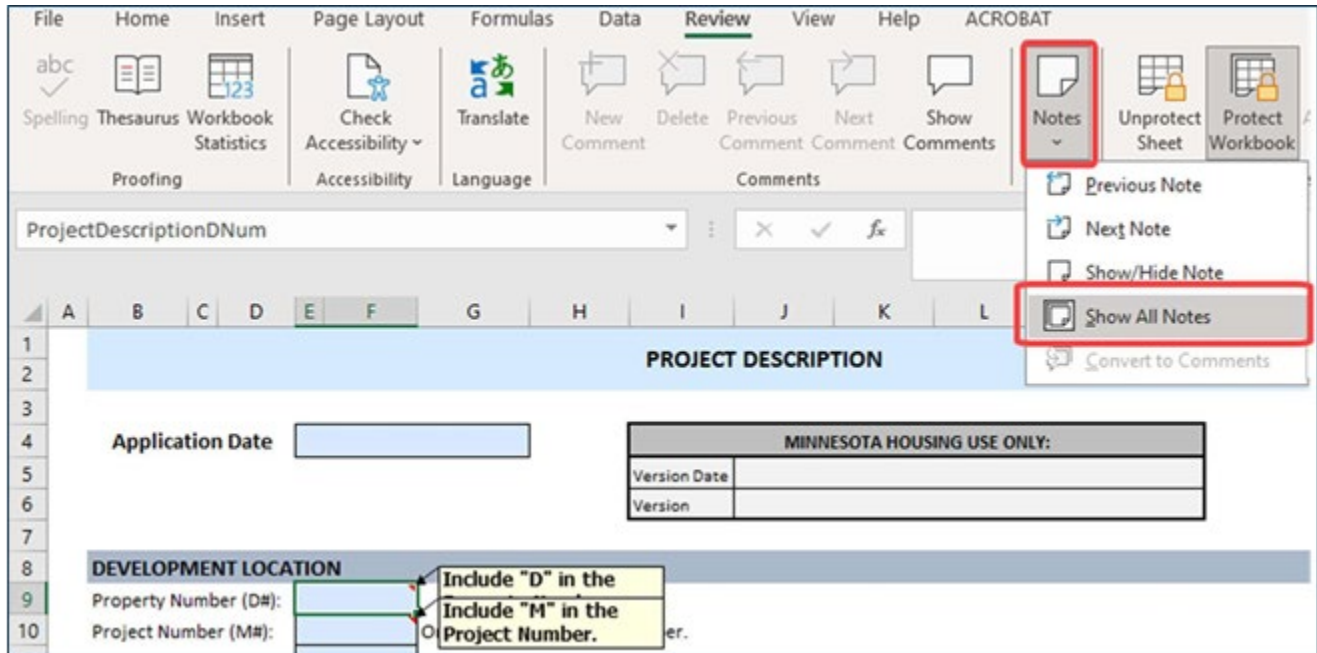 File Home Insert Page Layout Formulas Data Review View Help ACROBAT
abc
Spelling Thesaurus Workbook Statistics
Check Accessibility
Translate
New Comment Delete Previous Comment Next Comment Show Comments
Notes
Unprotect Sheet Protect Workbook
Proofing Accessibility Language Comments
Previous Note
Next Note
Show/Hide Note
Show All Notes
Convert to Comments
ProjectDescriptionDNum fx
A B C D E F G H I J K L
1
2
PROJECT DESCRIPTION
3
4 Application Date MINNESOTA HOUSING USE ONLY:
5 Version Date
6 Version
7
8 DEVELOPMENT LOCATION
Include "D" in the
9 Property Number (D#):
Include "M" in the
10 Project Number (M#): Project Number. er.